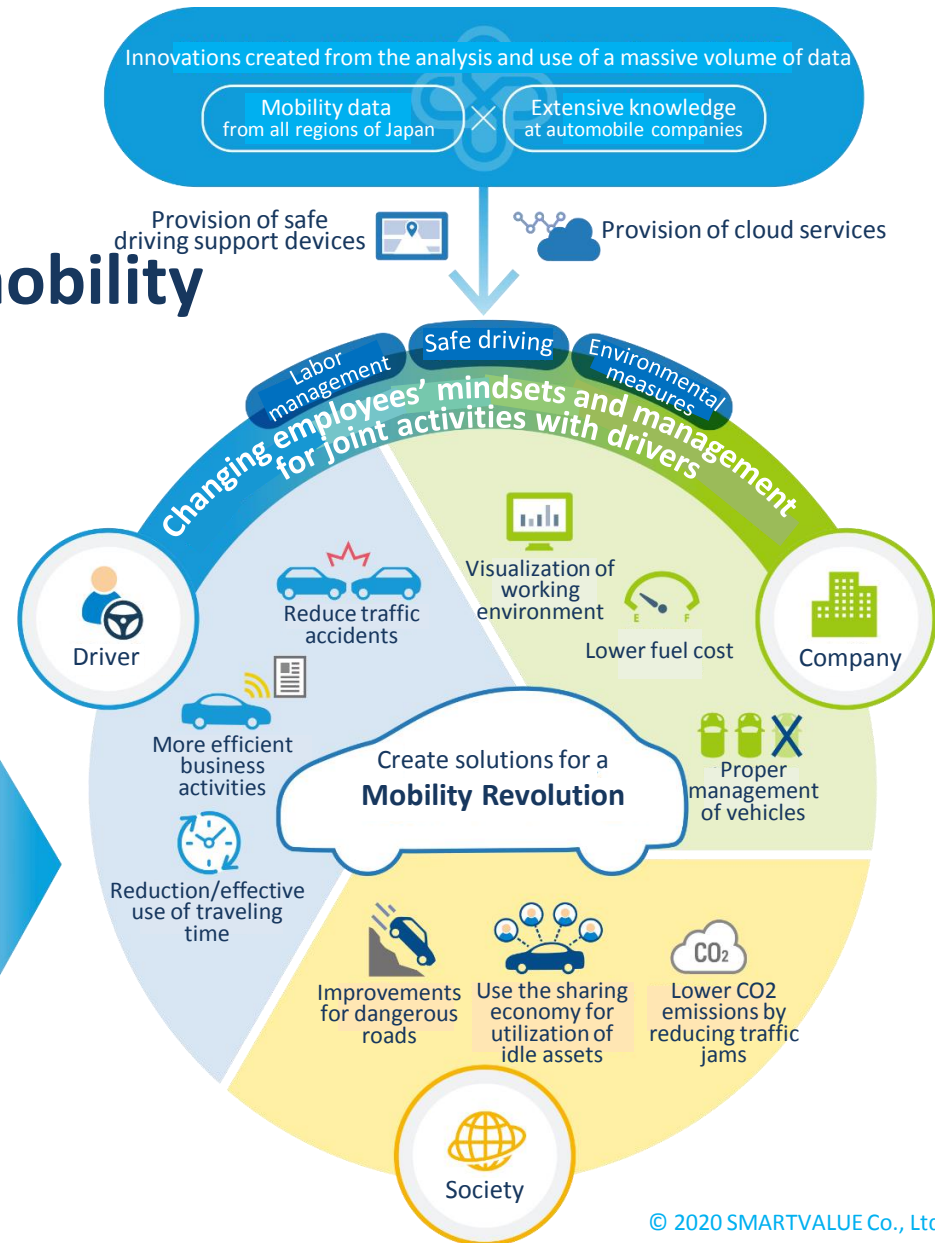 Innovations created from the analysis and use of a massive volume of data
Mobility data
from all regions of Japan
Extensive knowledge
at automobile companies
Provision of safe
driving support devices
Provision of cloud services
mobility
Labor
management
Safe driving
Environmental
measures
Changing employees’ mindsets and management
for joint activities with drivers
Driver
Reduce traffic
accidents
More efficient
business
activities
Reduction/effective
use of traveling
time
Visualization of
working
environment
E F
Lower fuel cost
Company
Proper
management
of vehicles
Create solutions for a
Mobility Revolution
Improvements
for dangerous
roads
Use the sharing
economy for
utilization of
idle assets
CO2
Lower CO2
emissions by
reducing traffic
jams
Society
© 2020 SMARTVALUE Co., Ltd